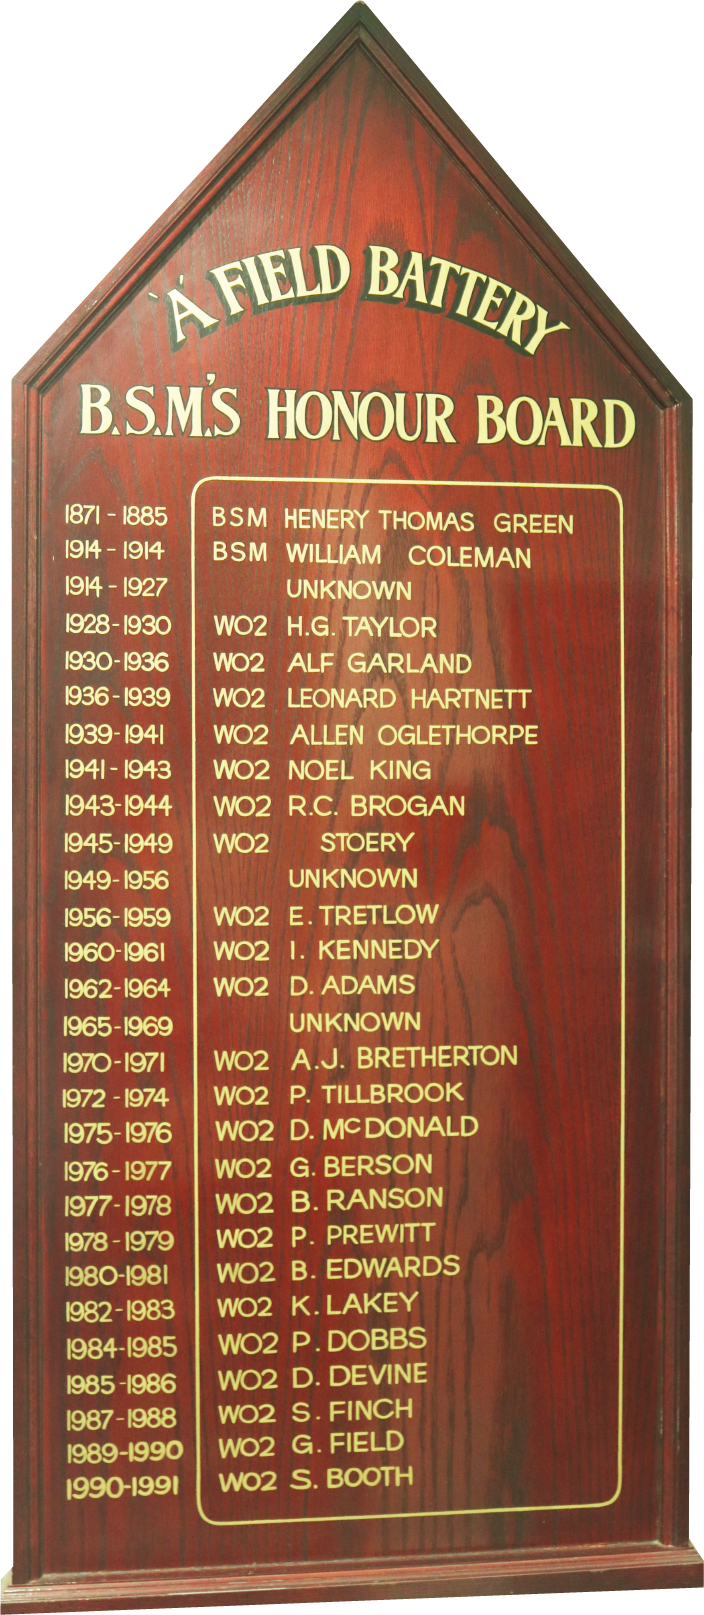 'A' FIELD BATTERY
B.S.M.'S HONOUR BOARD
1871 - 1885 BSM HENERY THOMAS GREEN
1914 - 1914 BSM WILLIAM COLEMAN
1914 - 1927 UNKNOWN
1928-1930 WO2 H.G. TAYLOR
1930-1936 WO2 ALF GARLAND
1936-1939 WO2 LEONARD HARTNETT
1939-1941 WO2 ALLEN OGLETHORPE
1941 - 1943 WO2 NOEL KING
1943-1944 WO2 R.C. BROGAN
1945-1949 WO2 STOERY
1949-1956 UNKNOWN
1956-1959 WO2 E. TRETLOW
1960-1961 WO2 I. KENNEDY
1962-1964 WO2 D. ADAMS
1965-1969 UNKNOWN
1970-1971 WO2 A.J. BRETHERTON
1972 - 1974 WO2 P. TILLBROOK
1975-1976 WO2 D. McDONALD
1976-1977 WO2 G. BERSON
1977-1978 WO2 B. RANSON
1978 - 1979 WO2 P. PREWITT
1980-1981 WO2 B. EDWARDS
1982-1983 WO2 K. LAKEY
1984-1985 WO2 P. DOBBS
1985-1986 WO2 D. DEVINE
1987-1988 WO2 S. FINCH
1989-1990 WO2 G. FIELD
1990-1991 WO2 S. BOOTH